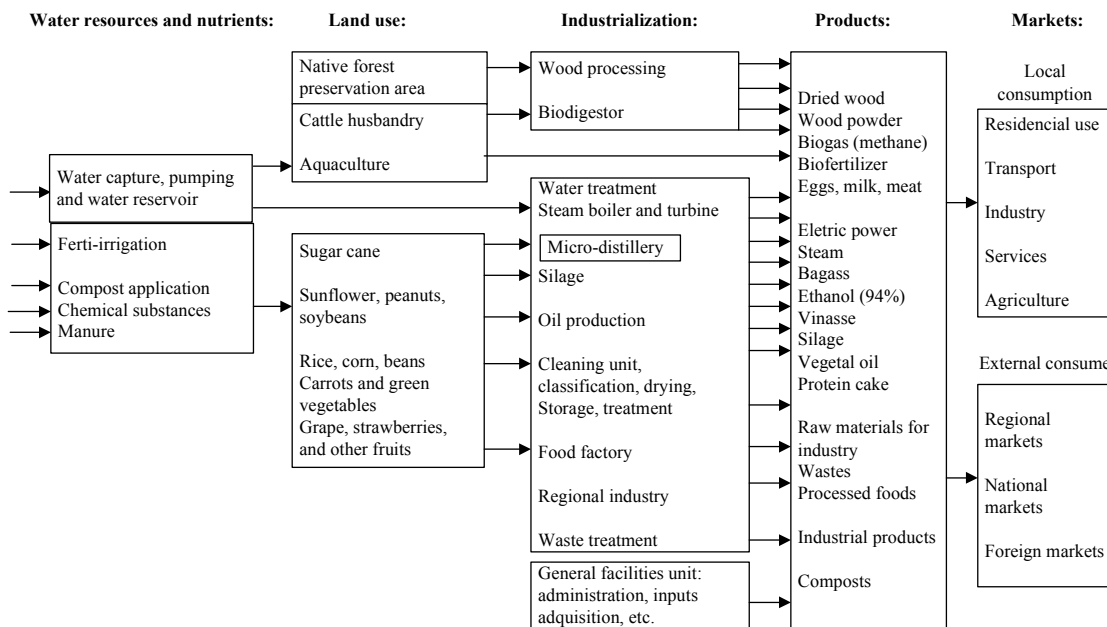 Water resources and nutrients:
Land use:
Industrialization:
Products:
Markets:
Water capture, pumping
and water reservoir
Ferti-irrigation
Compost application
Chemical substances
Manure
Native forest
preservation area
Cattle husbandry
Aquaculture
Sugar cane
Sunflower, peanuts,
soybeans
Rice, corn, beans
Carrots and green
vegetables
Grape, strawberries,
and other fruits
Wood processing
Biodigestor
Water treatment
Steam boiler and turbine
Micro-distillery
Silage
Oil production
Cleaning unit,
classification, drying,
Storage, treatment
Food factory
Regional industry
Waste treatment
General facilities unit:
administration, inputs
adquisition, etc.
Dried wood
Wood powder
Biogas (methane)
Biofertilizer
Eggs, milk, meat
Eletric power
Steam
Bagass
Ethanol (94%)
Vinasse
Silage
Vegetal oil
Protein cake
Raw materials for
industry
Wastes
Processed foods
Industrial products
Composts
Local
consumption
Residencial use
Transport
Industry
Services
Agriculture
External consume
Regional
markets
National
markets
Foreign markets